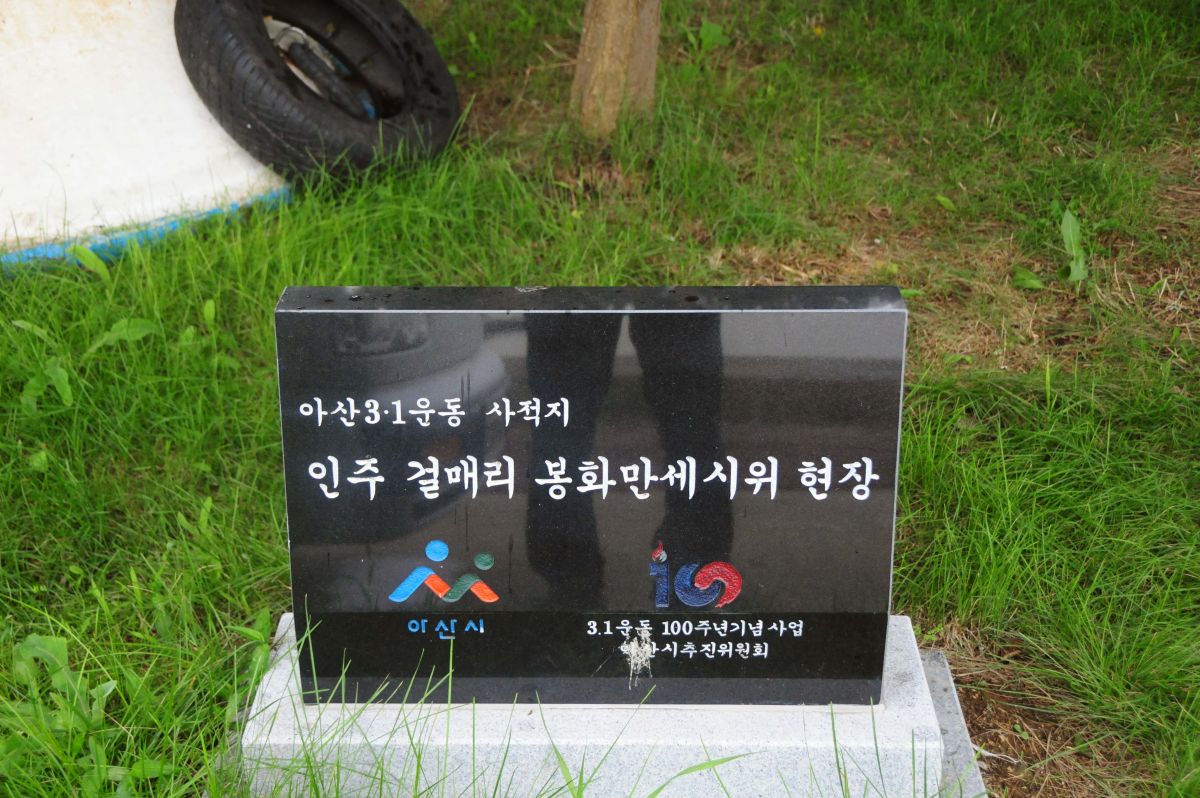 아산3·1운동 사적지
인주 걸매리 봉화만세시위 현장
아산시
100
3.1운동 100주년기념사업
아산시추진위원회